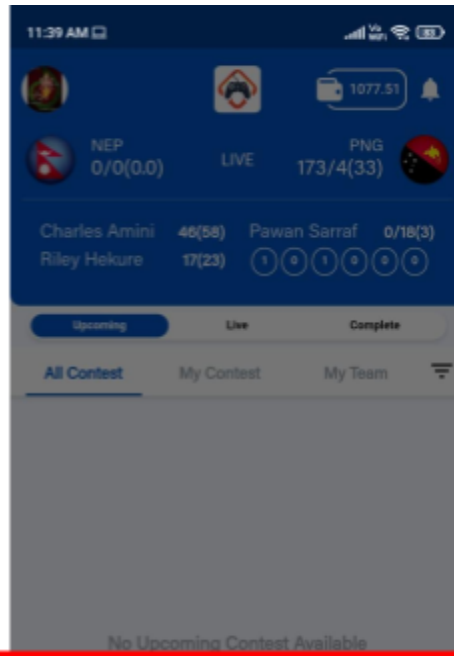 11:39 AM
1077.51
NEP
0/0(0.0)
LIVE
PNG
173/4(33)
Charles Amini 46(58) Pawan Sarraf 0/18(3)
Riley Hekure 17(23) 1 0 1 0 0 0
Upcoming Live Complete
All Contest My Contest My Team
No Upcoming Contest Available